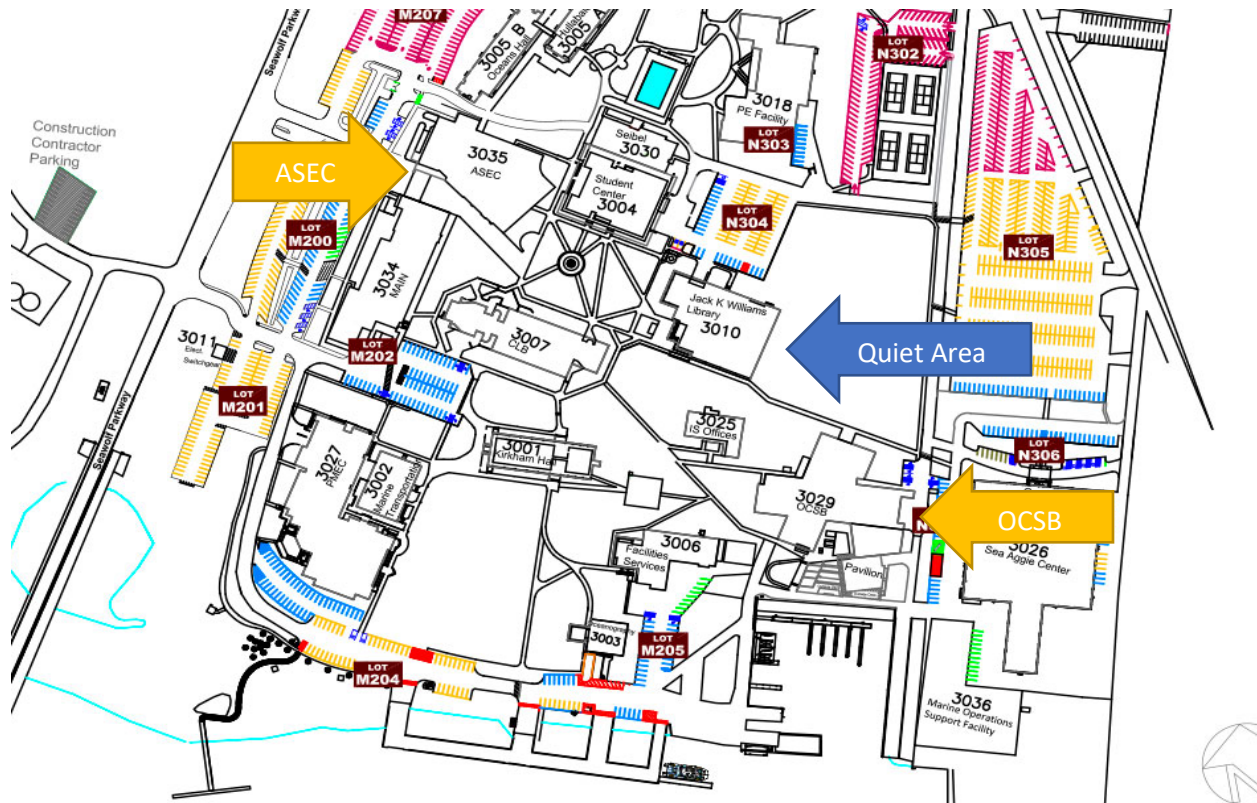 LOT
M207
Seawolf Parkway
3005 B
Oceans Hall
3005 A
LOT
N302
3018
PE Facility
LOT
N303
Construction
Contractor
Parking
ASEC
3035
ASEC
Seibel
3030
Student
Center
3004
LOT
N304
LOT
M200
LOT
N305
3034
MAIN
Jack K Williams
Library
3010
Quiet Area
3011
Elect.
Switchgear
3007
CLB
LOT
M202
LOT
M201
Seawolf Parkway
3025
IS Offices
3001
Kirkham Hall
LOT
N306
3027
PMEC
3002
Marine
3029
OCSB
OCSB
3026
Sea Aggie Center
3006
Facilities
Services
Pavilion
3003
LOT
M205
LOT
M204
3036
Marine Operations
Support Facility